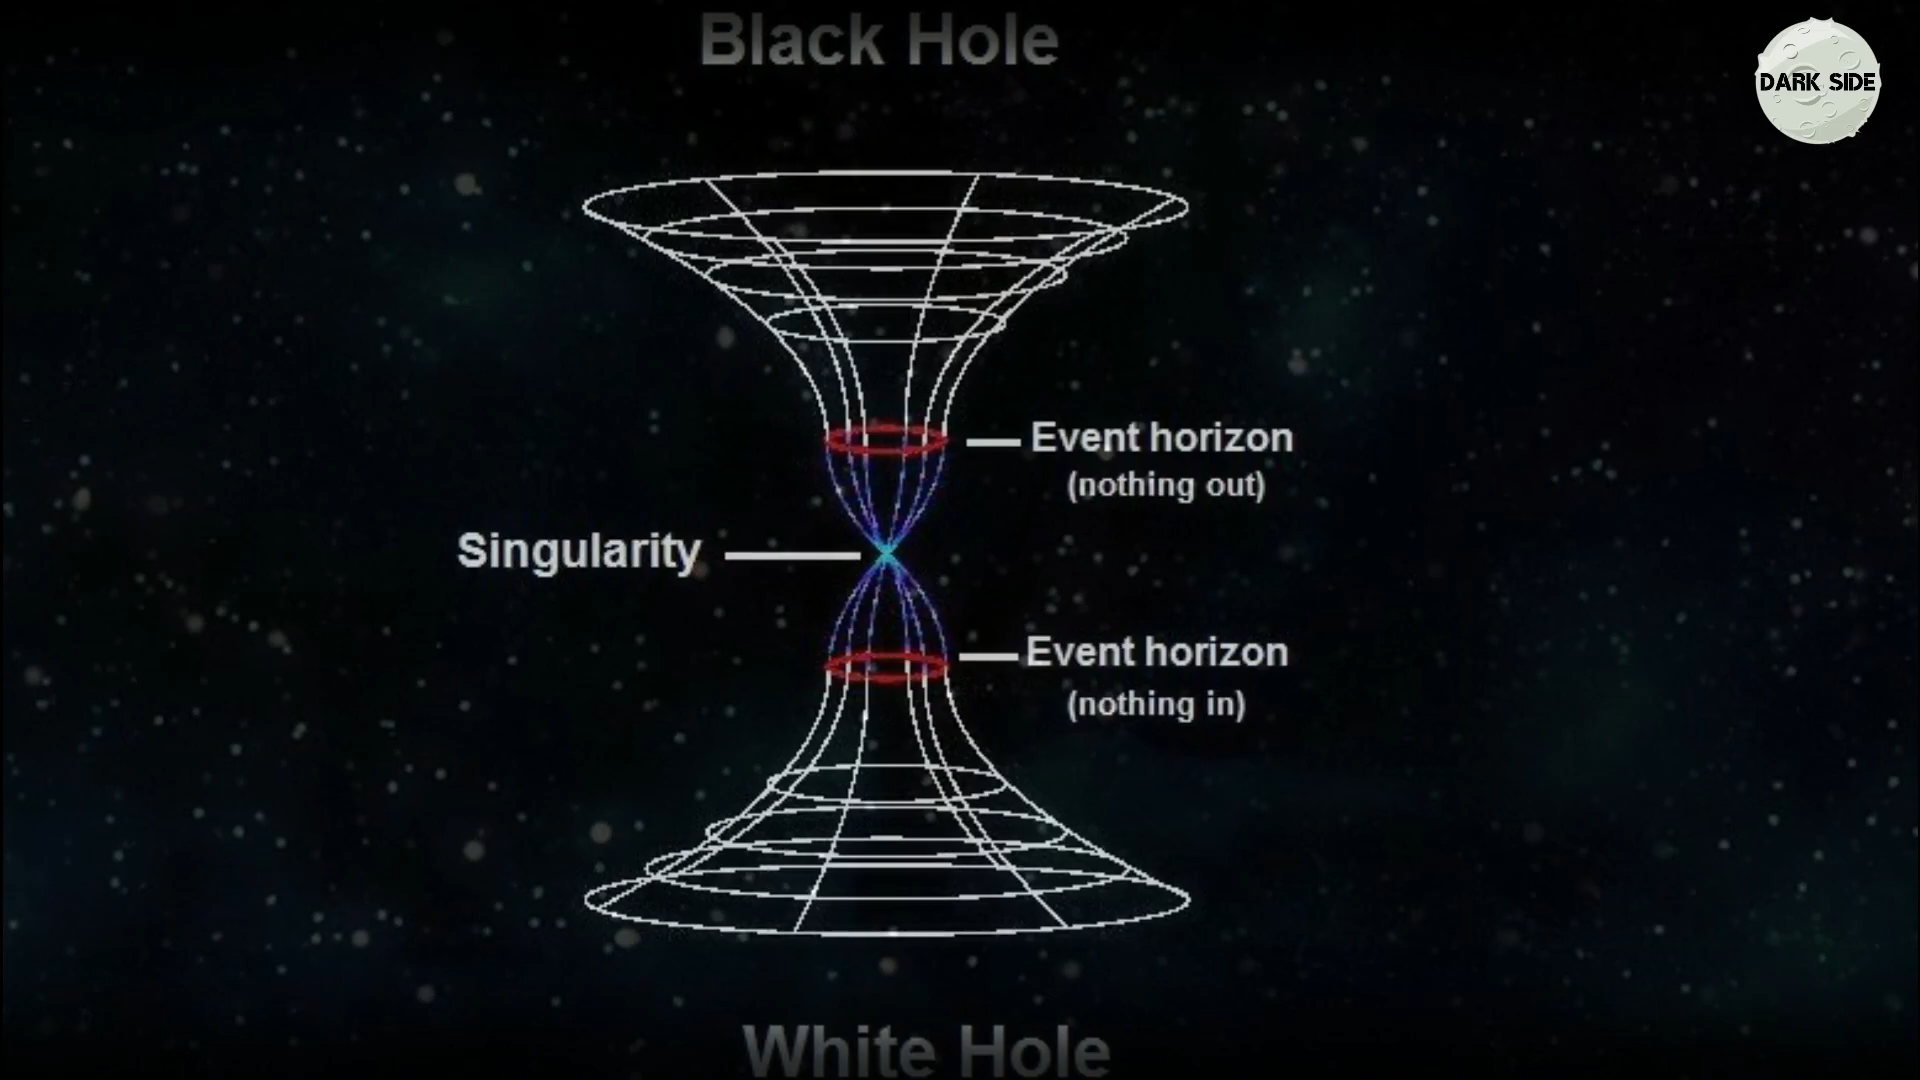 Black Hole
DARK SIDE
Event horizon
(nothing out)
Singularity
Event horizon
(nothing in)
White Hole